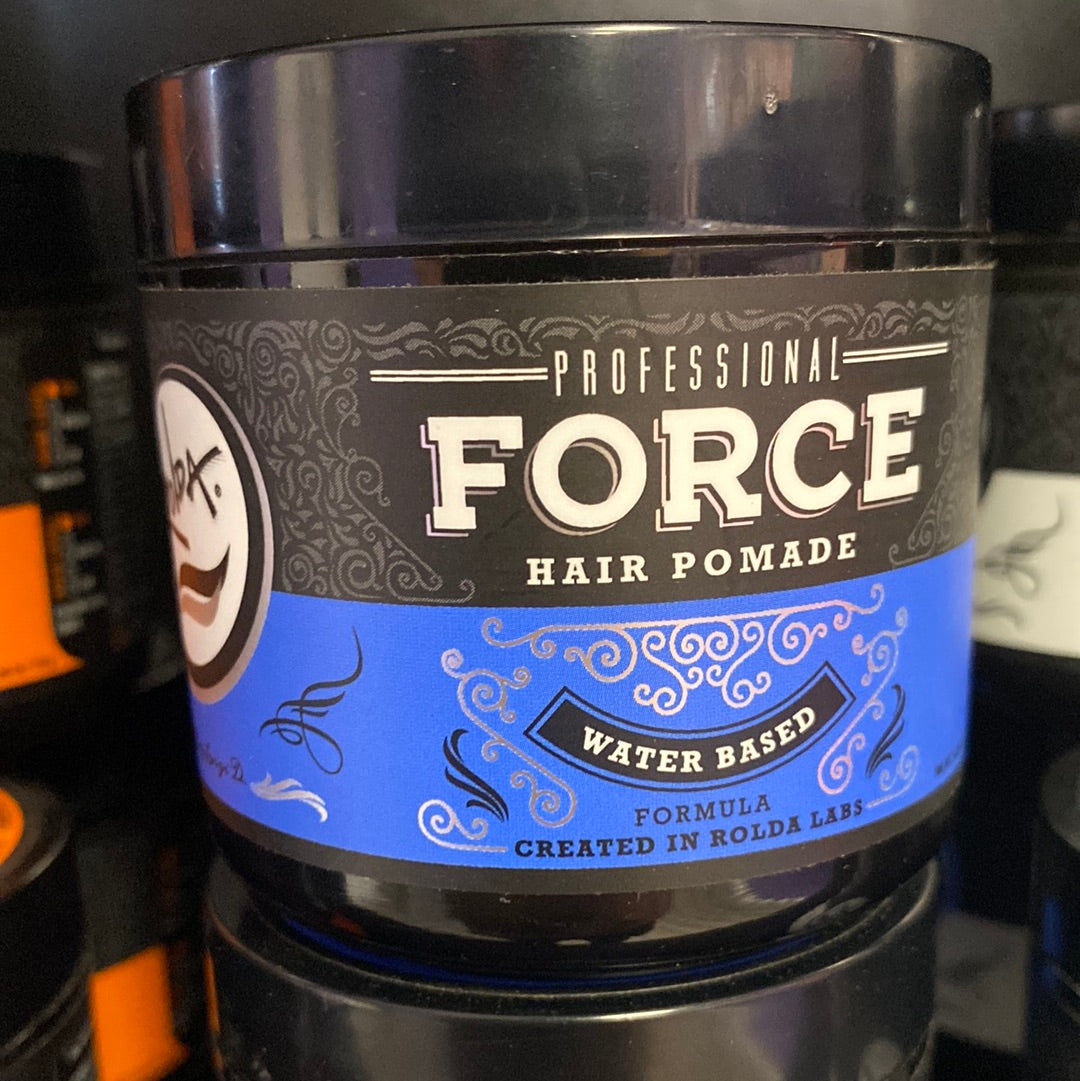 PROFESSIONAL
FORCE
HAIR POMADE
WATER BASED
FORMULA
CREATED IN ROLDA LABS